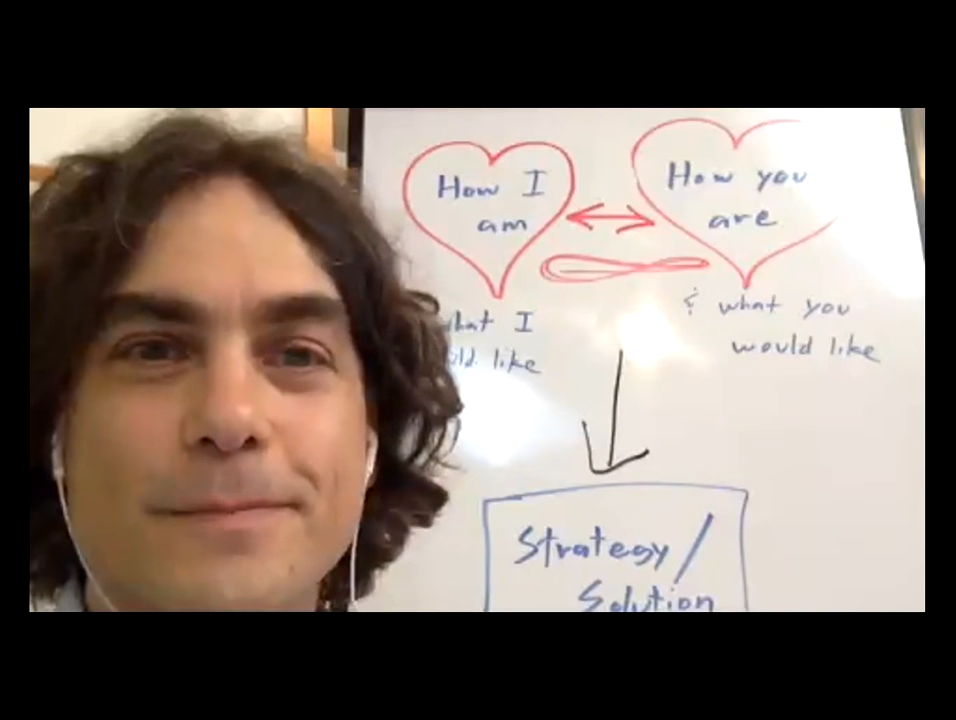 How I
am
How you
are
I
like
& what you
would like
Strategy/
Solution